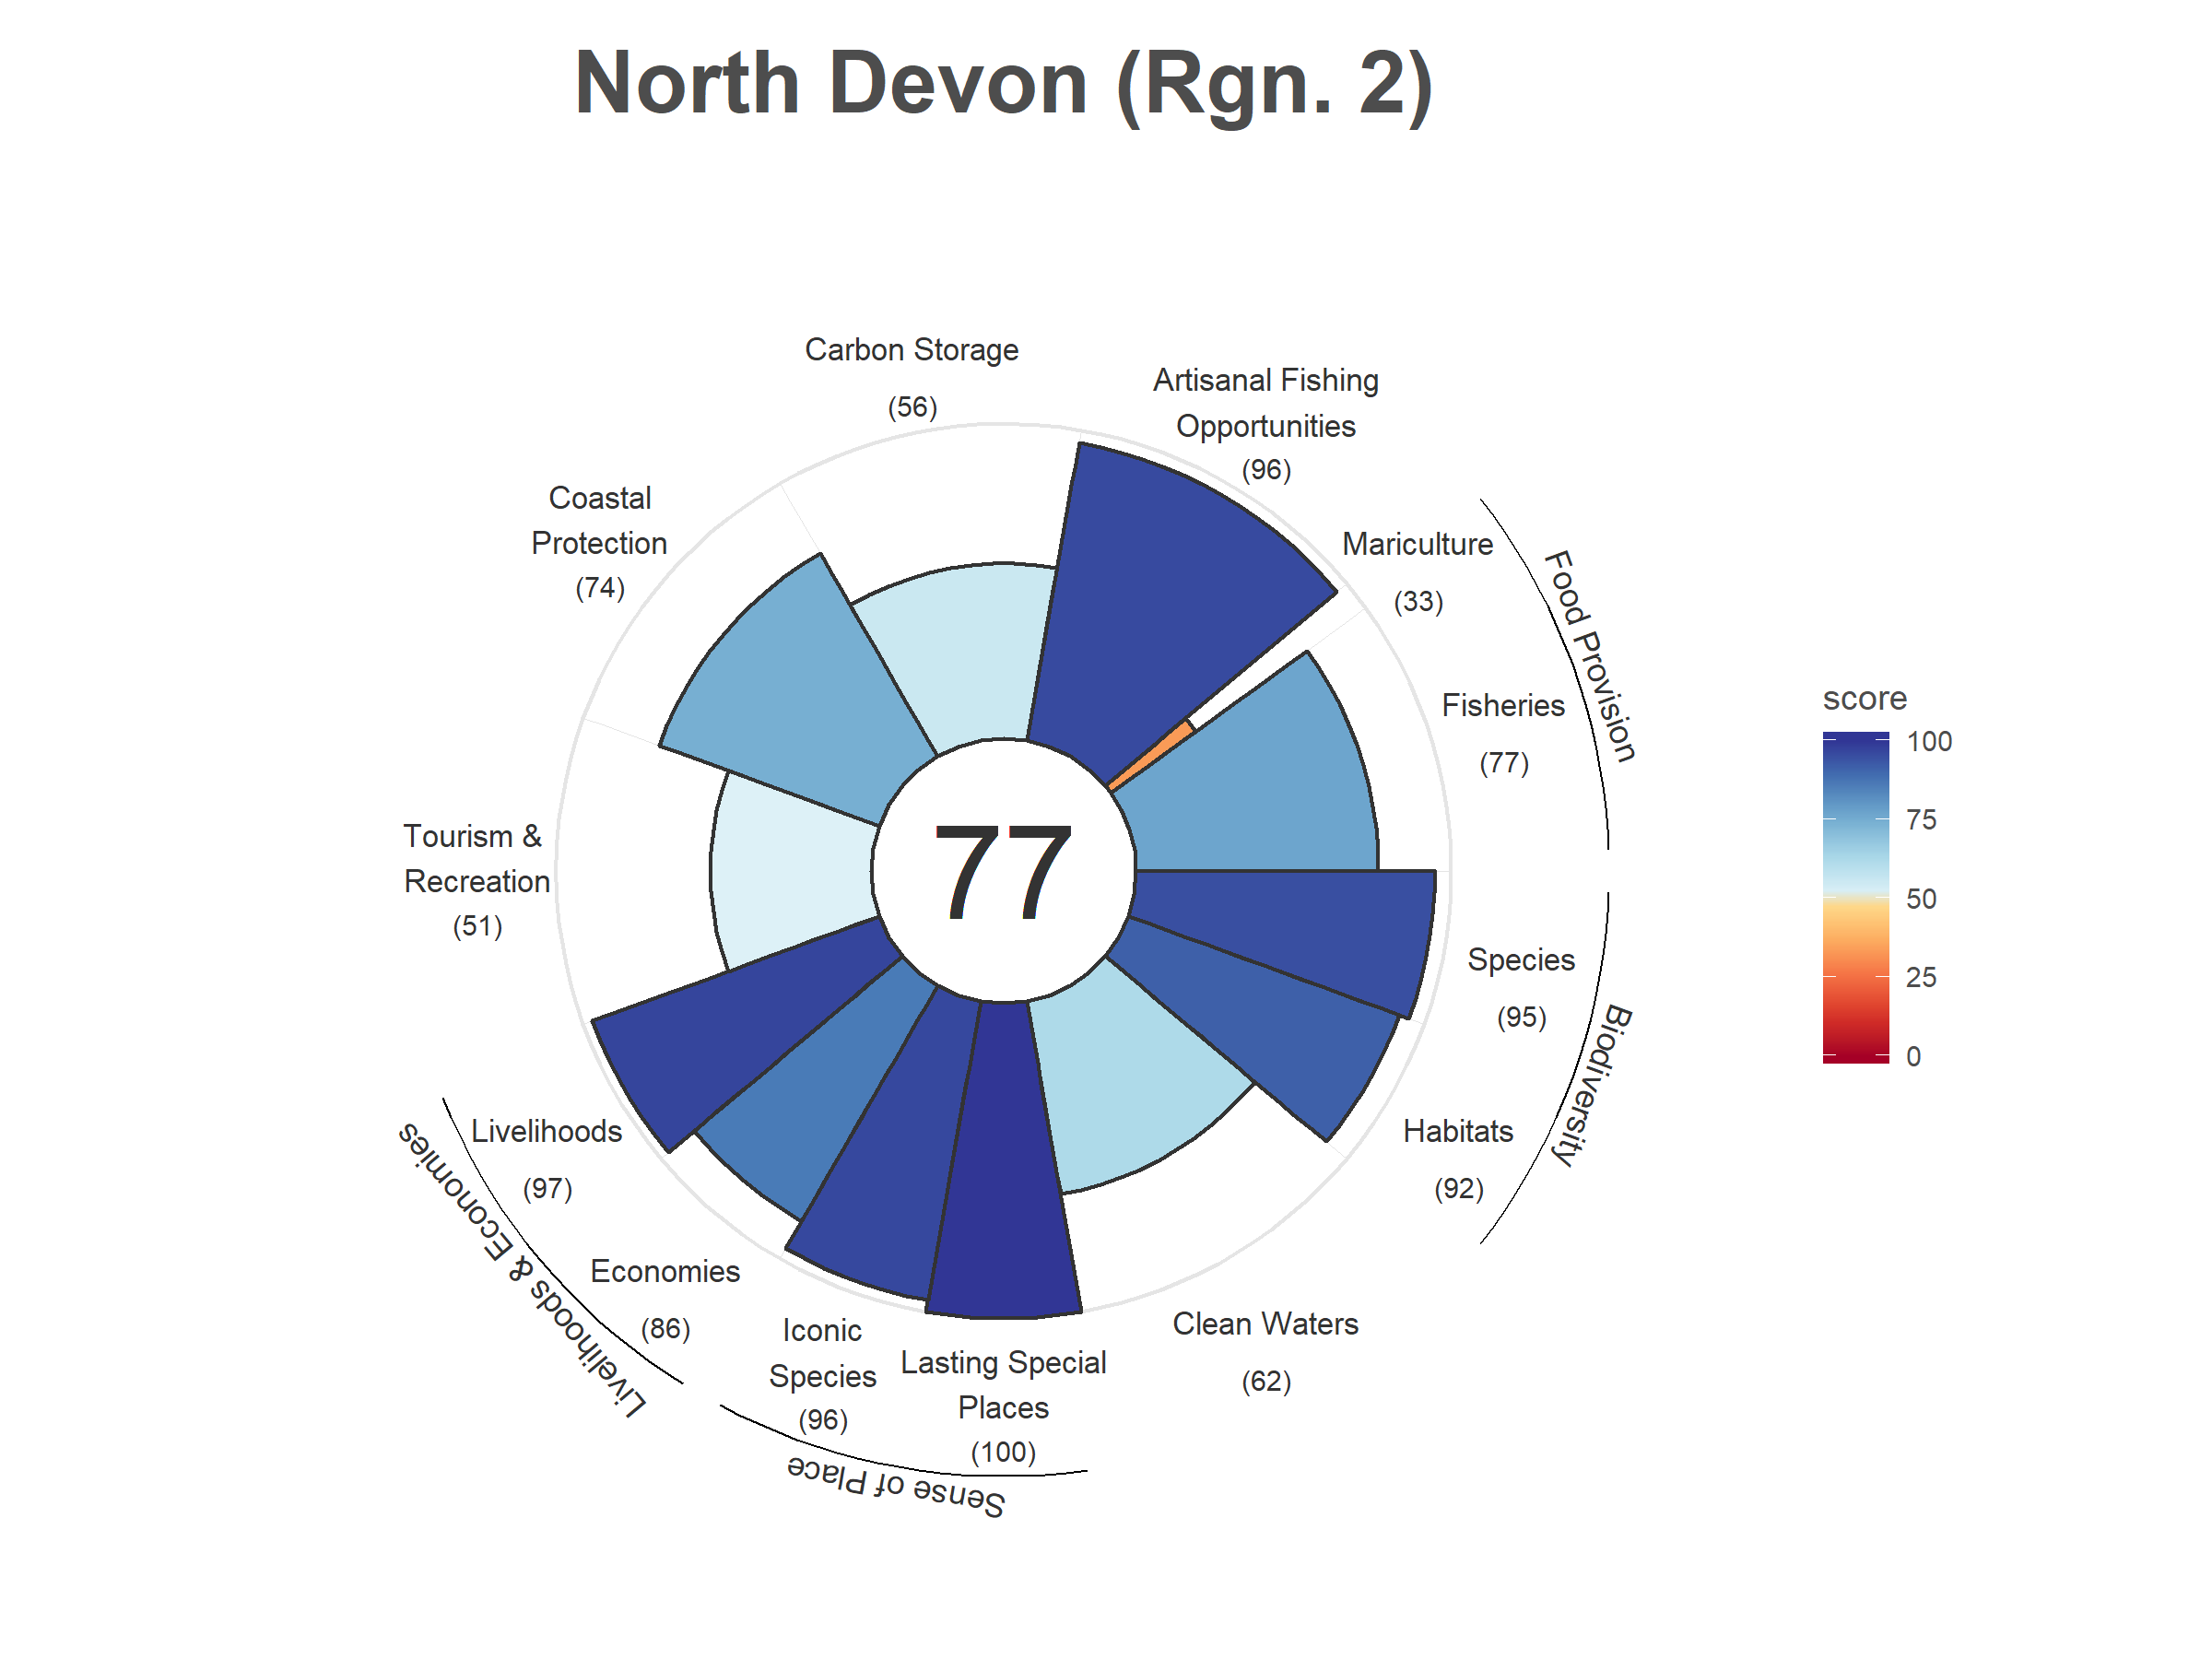 North Devon (Rgn. 2)
Carbon Storage
(56)
Artisanal Fishing
Opportunities
(96)
Coastal
Protection
(74)
Mariculture
(33)
Food Provision
Fisheries
(77)
Tourism &
Recreation
(51)
77
Species
(95)
Biodiversity
Habitats
(92)
Livelihoods
(97)
Livelihoods & Economies
Economies
(86)
Iconic
Species
(96)
Lasting Special
Places
(100)
Sense of Place
Clean Waters
(62)
score
100
75
50
25
0